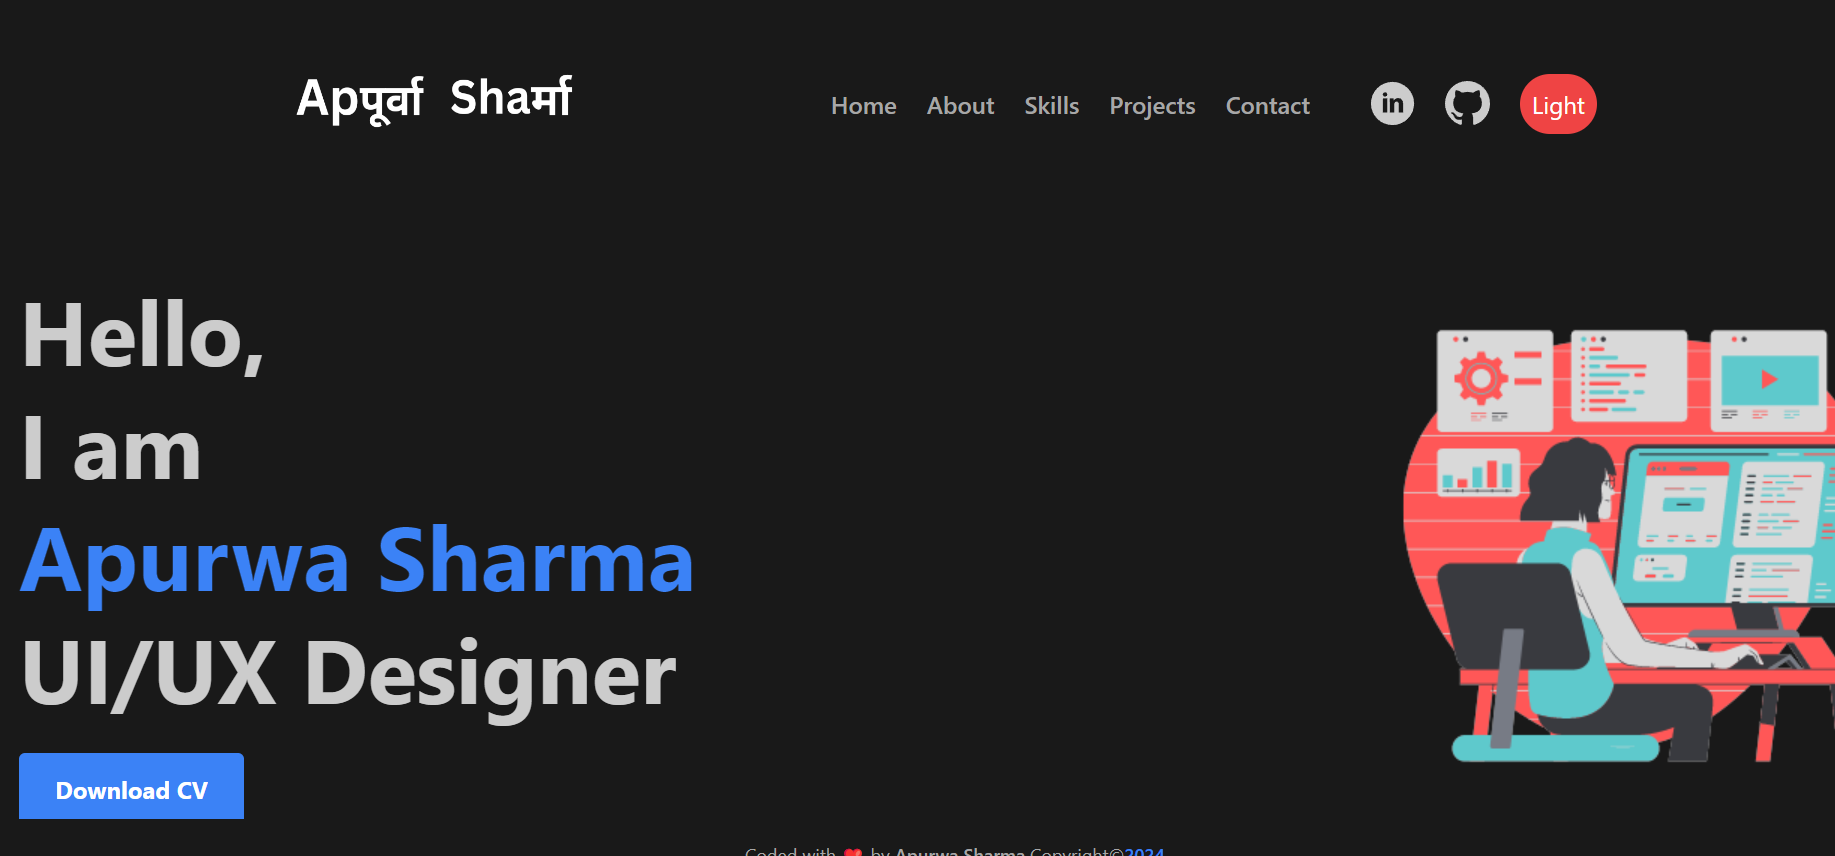 Apपूर्वा Shaर्मा
Home About Skills Projects Contact in Light
Hello,
I am
Apurwa Sharma
UI/UX Designer
Download CV
Coded with ❤ by Apurwa Sharma Copyright©2024